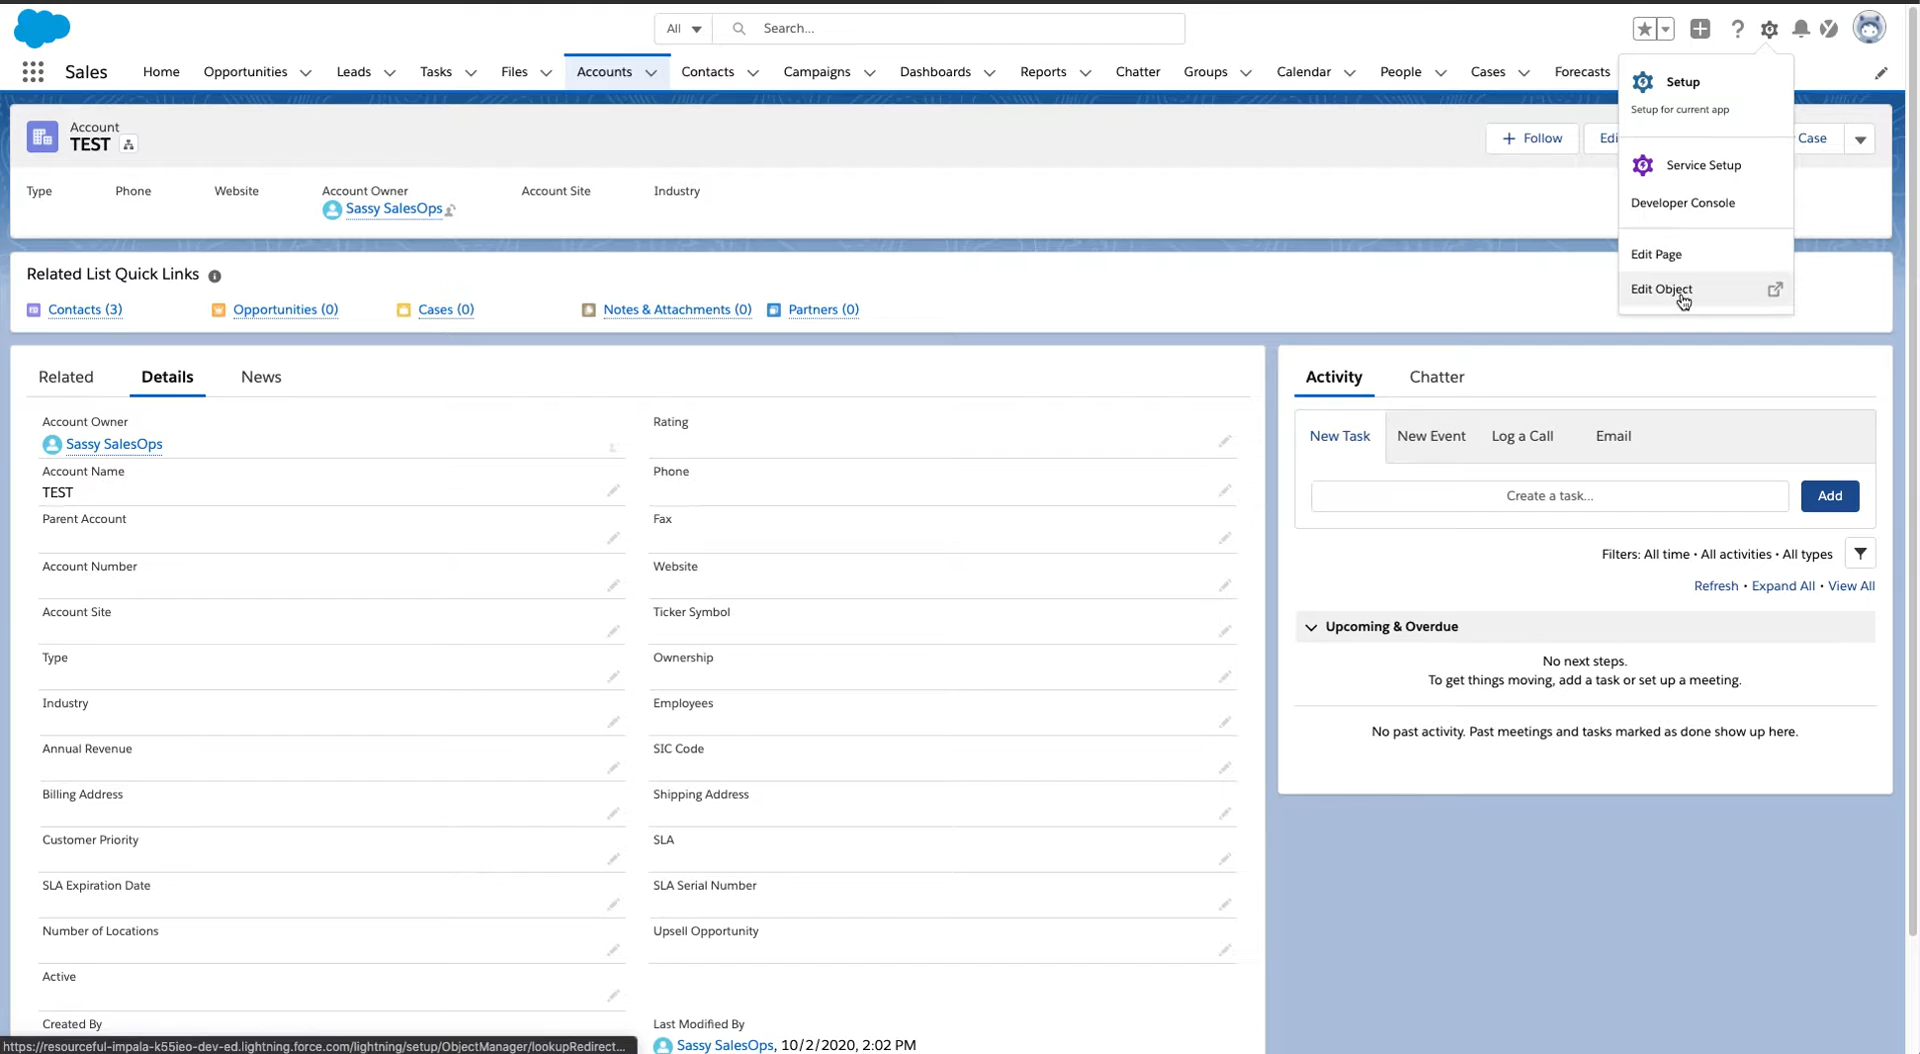 All
Search...
Sales
Home
Opportunities
Leads
Tasks
Files
Accounts
Contacts
Campaigns
Dashboards
Reports
Chatter
Groups
Calendar
People
Cases
Forecasts
Setup
Setup for current app
Service Setup
Developer Console
Edit Page
Edit Object
Account
TEST
+ Follow
Edi
Case
Type
Phone
Website
Account Owner
Sassy SalesOps
Account Site
Industry
Related List Quick Links
Contacts (3)
Opportunities (0)
Cases (0)
Notes & Attachments (0)
Partners (0)
Related
Details
News
Account Owner
Sassy SalesOps
Rating
Account Name
TEST
Phone
Parent Account
Fax
Account Number
Website
Account Site
Ticker Symbol
Type
Ownership
Industry
Employees
Annual Revenue
SIC Code
Billing Address
Shipping Address
Customer Priority
SLA
SLA Expiration Date
SLA Serial Number
Number of Locations
Upsell Opportunity
Active
Created By
Last Modified By
Sassy SalesOps, 10/2/2020, 2:02 PM
Activity
Chatter
New Task
New Event
Log a Call
Email
Create a task...
Add
Filters: All time • All activities • All types
Refresh • Expand All • View All
Upcoming & Overdue
No next steps.
To get things moving, add a task or set up a meeting.
No past activity. Past meetings and tasks marked as done show up here.
https://resourceful-impala-k55ieo-dev-ed.lightning.force.com/lightning/setup/ObjectManager/lookupRedirect...